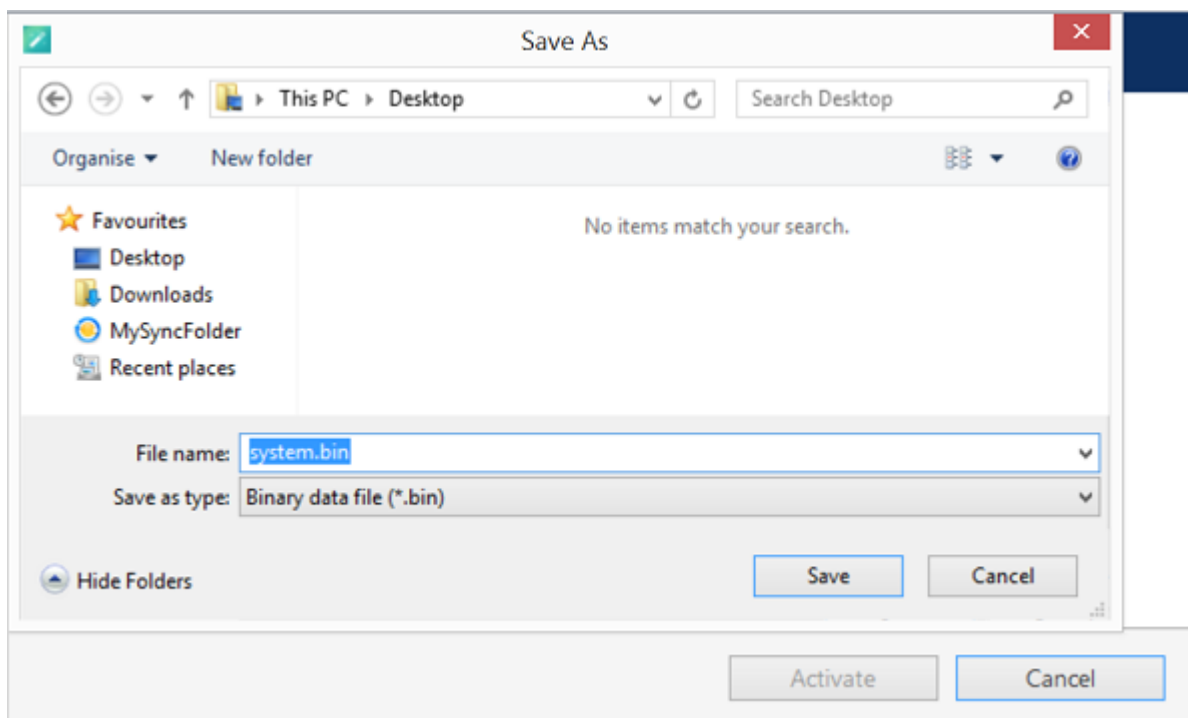 Save As
This PC Desktop
Search Desktop
Organise
New folder
Favourites
Desktop
Downloads
MySyncFolder
Recent places
No items match your search.
File name: system.bin
Save as type: Binary data file (*.bin)
Hide Folders
Save
Cancel
Activate
Cancel